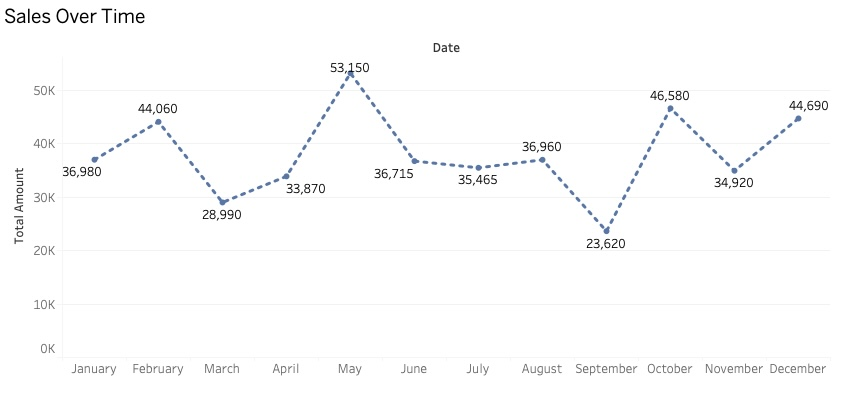 Sales Over Time
Date
53,150
50K
46,580
44,060
44,690
40K
36,980
36,715
36,960
35,465
34,920
33,870
30K
28,990
23,620
20K
10K
0K
Total Amount
January February March April May June July August September October November December